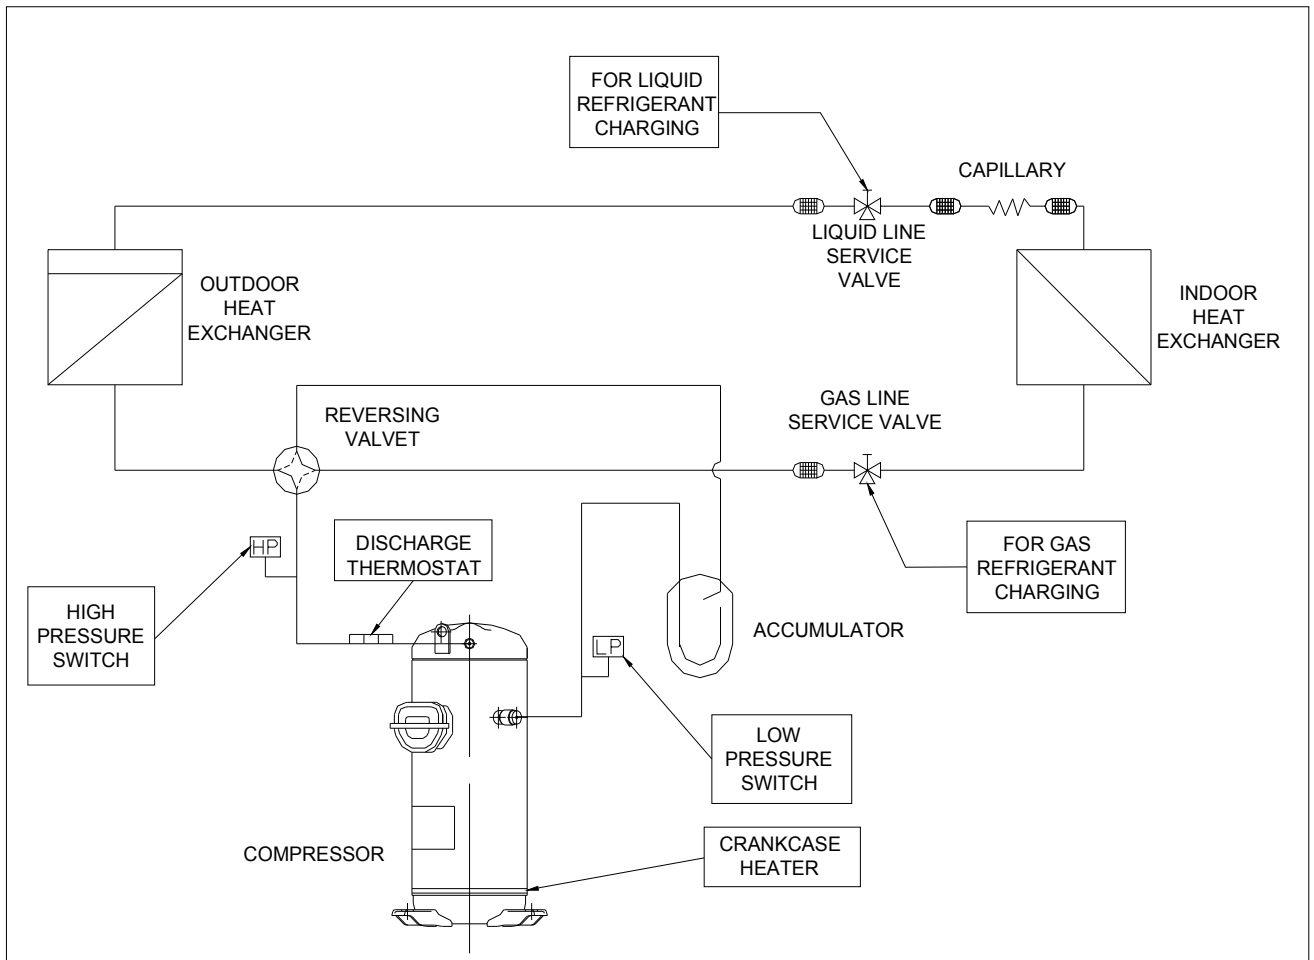 FOR LIQUID
REFRIGERANT
CHARGING
CAPILLARY
LIQUID LINE
SERVICE
VALVE
OUTDOOR
HEAT
EXCHANGER
INDOOR
HEAT
EXCHANGER
REVERSING
VALVET
GAS LINE
SERVICE VALVE
HP
DISCHARGE
THERMOSTAT
FOR GAS
REFRIGERANT
CHARGING
HIGH
PRESSURE
SWITCH
LP
ACCUMULATOR
LOW
PRESSURE
SWITCH
COMPRESSOR
CRANKCASE
HEATER